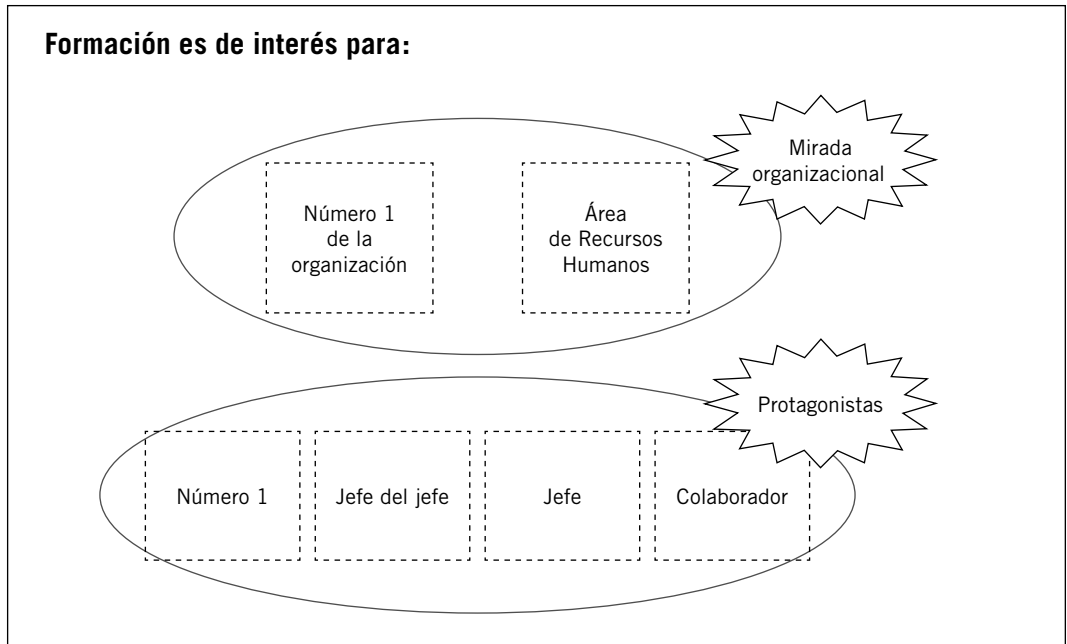 Formación es de interés para:
Mirada
organizacional
Número 1
de la
organización
Área
de Recursos
Humanos
Protagonistas
Número 1
Jefe del jefe
Jefe
Colaborador